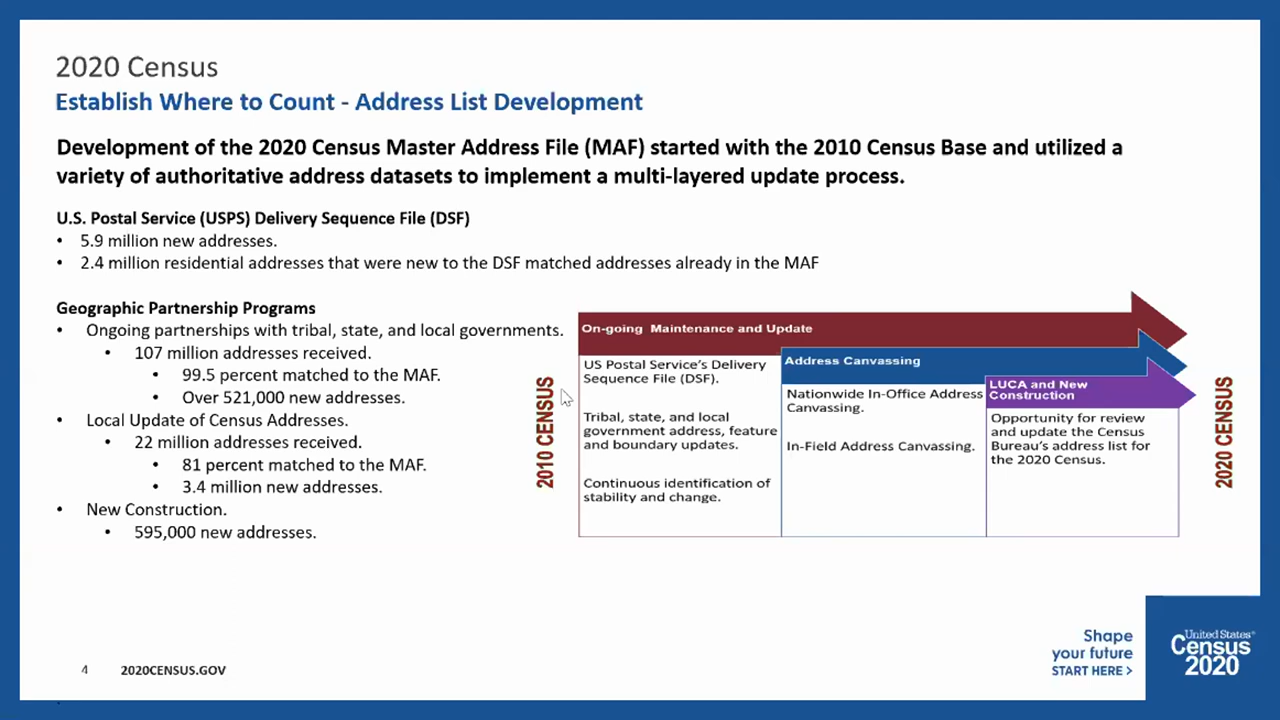 2020 Census
Establish Where to Count - Address List Development
Development of the 2020 Census Master Address File (MAF) started with the 2010 Census Base and utilized a
variety of authoritative address datasets to implement a multi-layered update process.
U.S. Postal Service (USPS) Delivery Sequence File (DSF)
• 5.9 million new addresses.
• 2.4 million residential addresses that were new to the DSF matched addresses already in the MAF
Geographic Partnership Programs
• Ongoing partnerships with tribal, state, and local governments.
• 107 million addresses received.
• 99.5 percent matched to the MAF.
• Over 521,000 new addresses.
• Local Update of Census Addresses.
• 22 million addresses received.
• 81 percent matched to the MAF.
• 3.4 million new addresses.
• New Construction.
• 595,000 new addresses.
2010 CENSUS
On-going Maintenance and Update
US Postal Service's Delivery
Sequence File (DSF).
Tribal, state, and local
government address, feature
and boundary updates.
Continuous identification of
stability and change.
Address Canvassing
Nationwide In-Office Address
Canvassing.
In-Field Address Canvassing.
LUCA and New
Construction
Opportunity for review
and update the Census
Bureau's address list for
the 2020 Census.
2020 CENSUS
4
2020CENSUS.GOV
Shape
your future
START HERE >
United States®
Census
2020